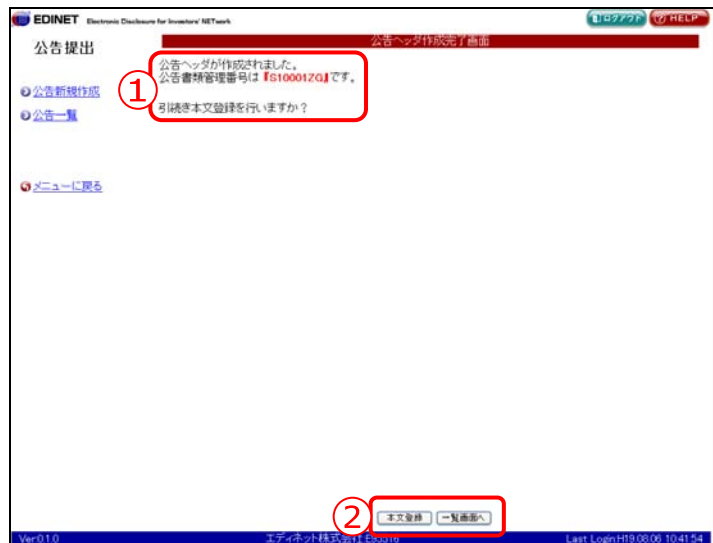 EDINET Electronic Disclosure for Investors' NETwork
ログアウト
HELP
公告提出
公告ヘッダ作成完了画面
公告新規作成
公告一覧
メニューに戻る
①
公告ヘッダが作成されました。
公告書類管理番号は『S10001ZG』です。
引続き本文登録を行いますか？
②
本文登録
一覧画面へ
Ver.0.1.0
エディネット株式会社
Last Login:H19.08.06 10:41:54